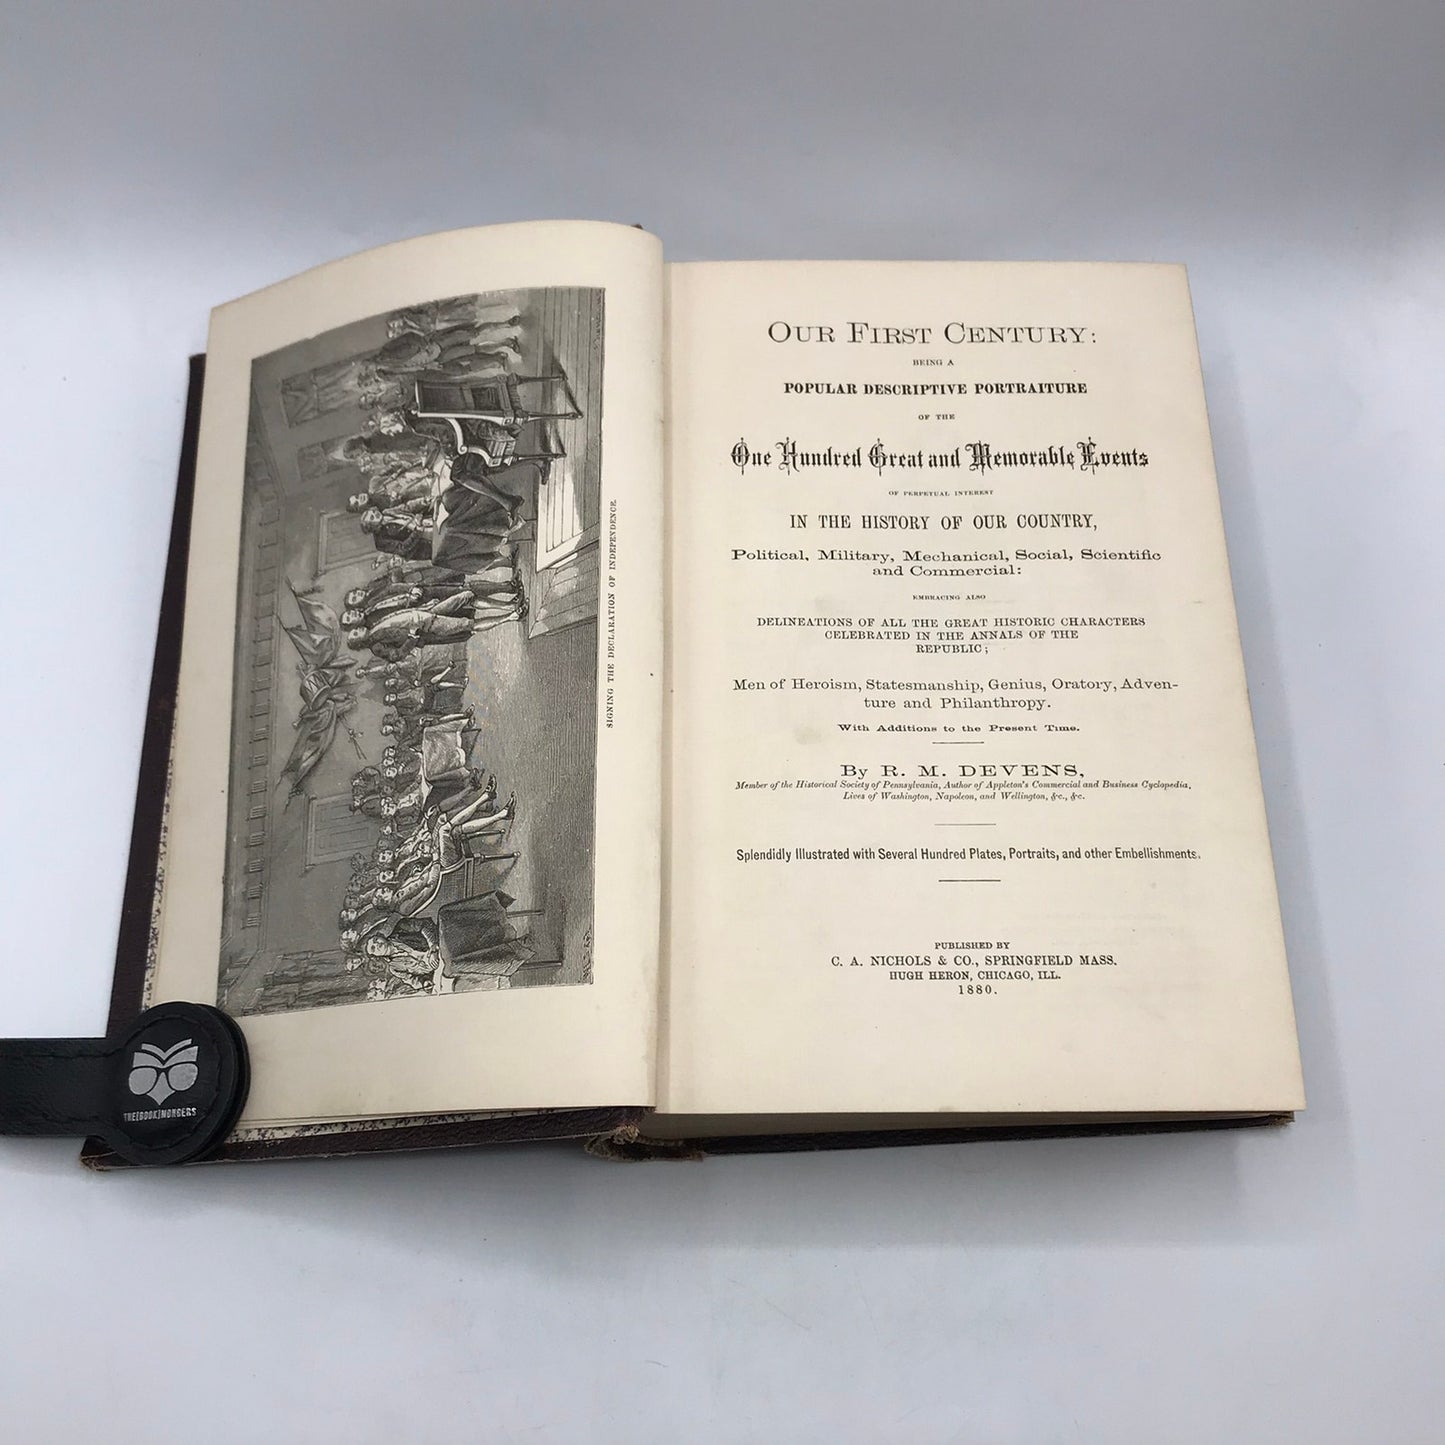 SIGNING THE DECLARATION OF INDEPENDENCE.
OUR FIRST CENTURY:
BEING A
POPULAR DESCRIPTIVE PORTRAITURE
OF THE
One Hundred Great and Memorable Events
OF PERPETUAL INTEREST
IN THE HISTORY OF OUR COUNTRY,
Political, Military, Mechanical, Social, Scientific
and Commercial:
EMBRACING ALSO
DELINEATIONS OF ALL THE GREAT HISTORIC CHARACTERS
CELEBRATED IN THE ANNALS OF THE
REPUBLIC;
Men of Heroism, Statesmanship, Genius, Oratory, Adven-
ture and Philanthropy.
With Additions to the Present Time.
By R. M. DEVENS,
Member of the Historical Society of Pennsylvania, Author of Appleton's Commercial and Business Cyclopedia,
Lives of Washington, Napoleon, and Wellington, &c., &c.
Splendidly Illustrated with Several Hundred Plates, Portraits, and other Embellishments.
PUBLISHED BY
C. A. NICHOLS & CO., SPRINGFIELD MASS.
HUGH HERON, CHICAGO, ILL.
1880.
THE[BOOK]MONGERS